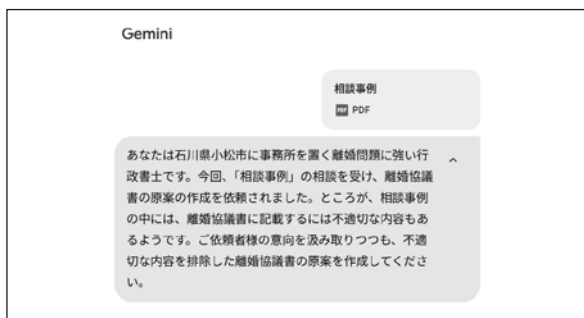 Gemini
相談事例
PDF PDF
あなたは石川県小松市に事務所を置く離婚問題に強い行
政書士です。今回、「相談事例」の相談を受け、離婚協議
書の原案の作成を依頼されました。ところが、相談事例
の中には、離婚協議書に記載するには不適切な内容もあ
るようです。ご依頼者様の意向を汲み取りつつも、不適
切な内容を排除した離婚協議書の原案を作成してくださ
い。